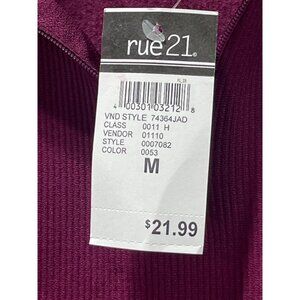 rue21
4 00301 03212 8
VND STYLE 74364JAD
CLASS 0011 H
VENDOR 01110
STYLE 0007082
COLOR 0053
M
$21.99